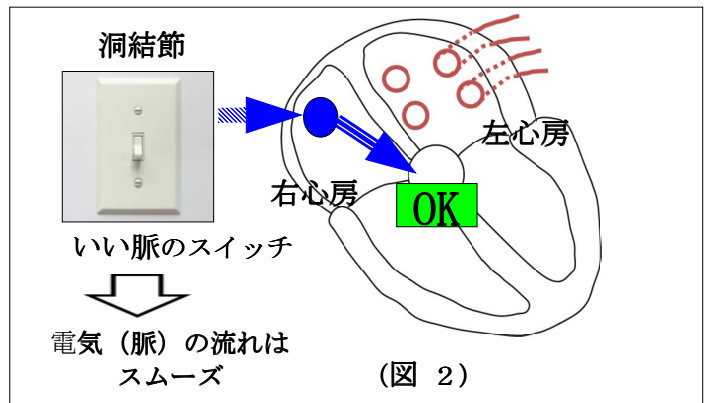 洞結節
左心房
右心房
OK
いい脈のスイッチ
電気（脈）の流れは
スムーズ
(図 2)